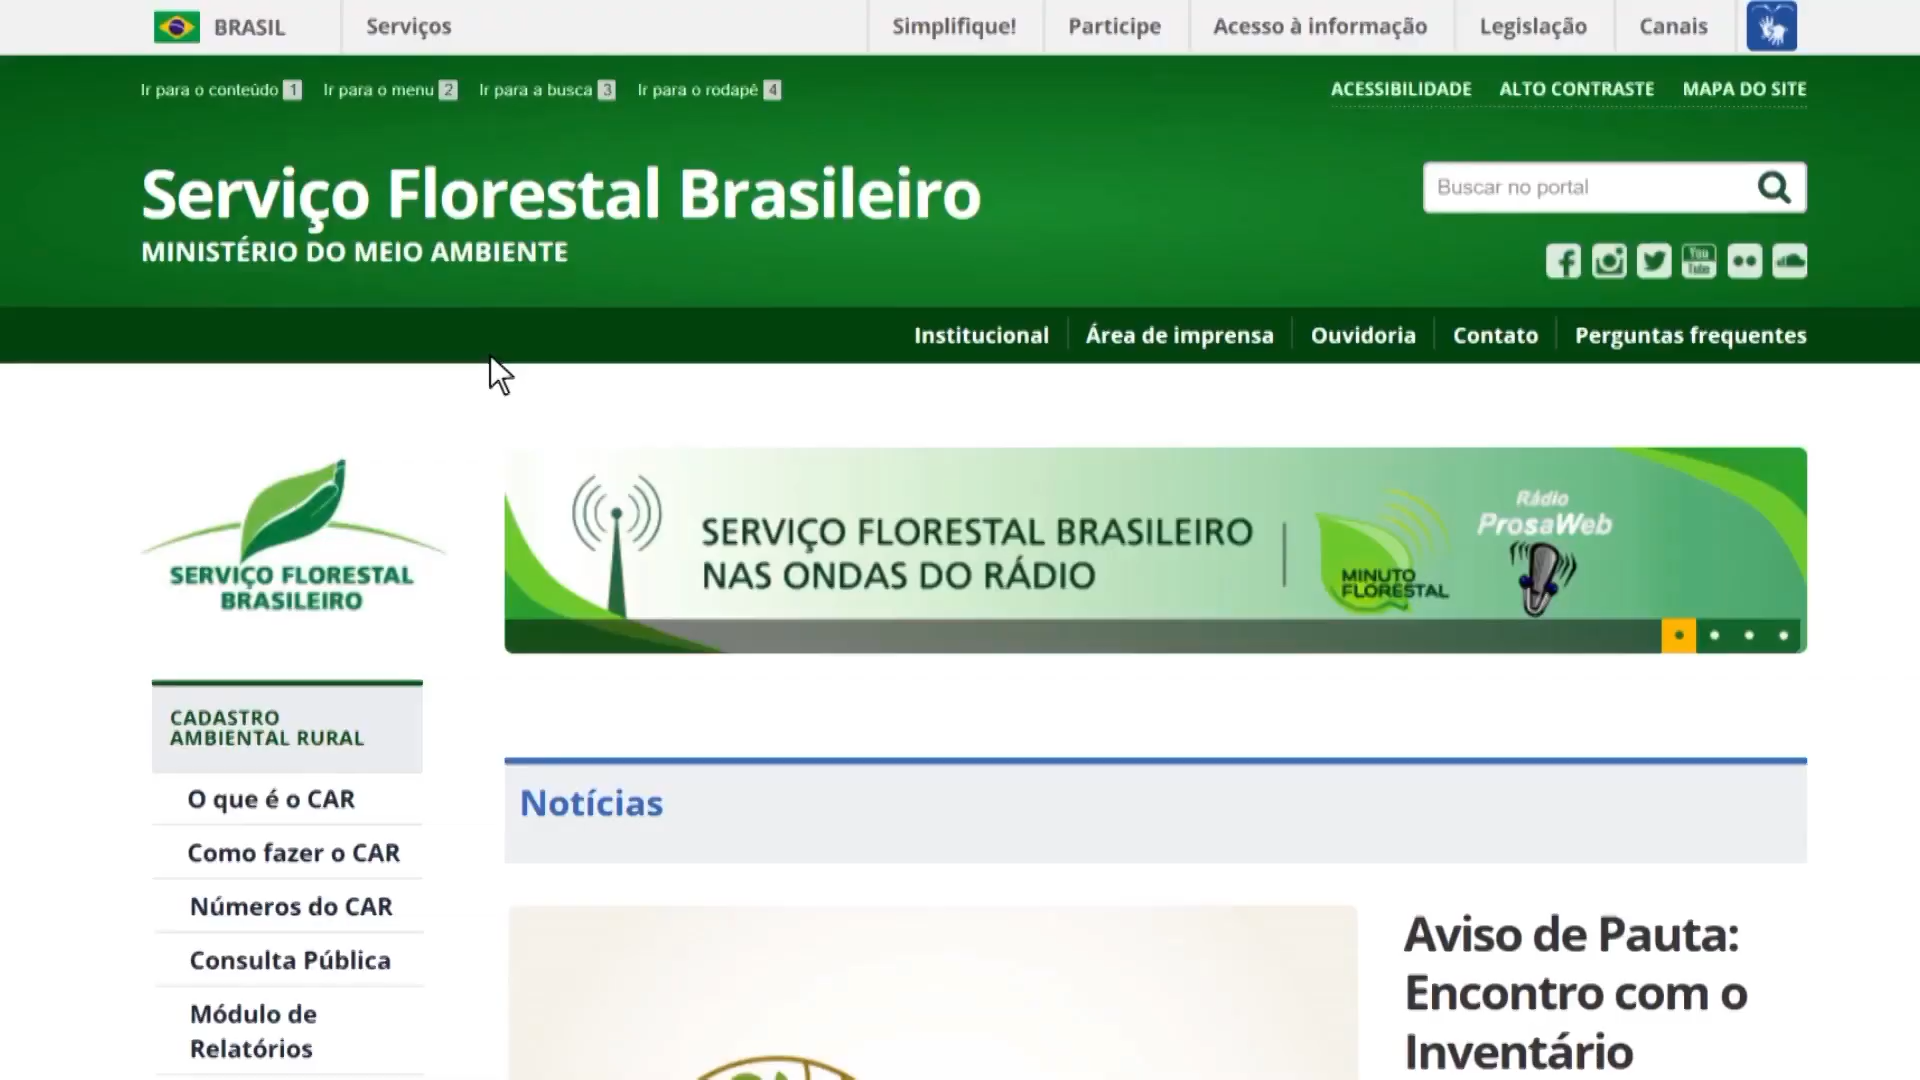 BRASIL
Serviços
Simplifique!
Participe
Acesso à informação
Legislação
Canais
Ir para o conteúdo 1
Ir para o menu 2
Ir para a busca 3
Ir para o rodapé 4
ACESSIBILIDADE
ALTO CONTRASTE
MAPA DO SITE
Serviço Florestal Brasileiro
MINISTÉRIO DO MEIO AMBIENTE
Buscar no portal
You
Tube
Institucional
Área de imprensa
Ouvidoria
Contato
Perguntas frequentes
SERVIÇO FLORESTAL
BRASILEIRO
SERVIÇO FLORESTAL BRASILEIRO
NAS ONDAS DO RÁDIO
MINUTO
FLORESTAL
Rádio
ProsaWeb
CADASTRO
AMBIENTAL RURAL
O que é o CAR
Como fazer o CAR
Números do CAR
Consulta Pública
Módulo de
Relatórios
Notícias
Aviso de Pauta:
Encontro com o
Inventário